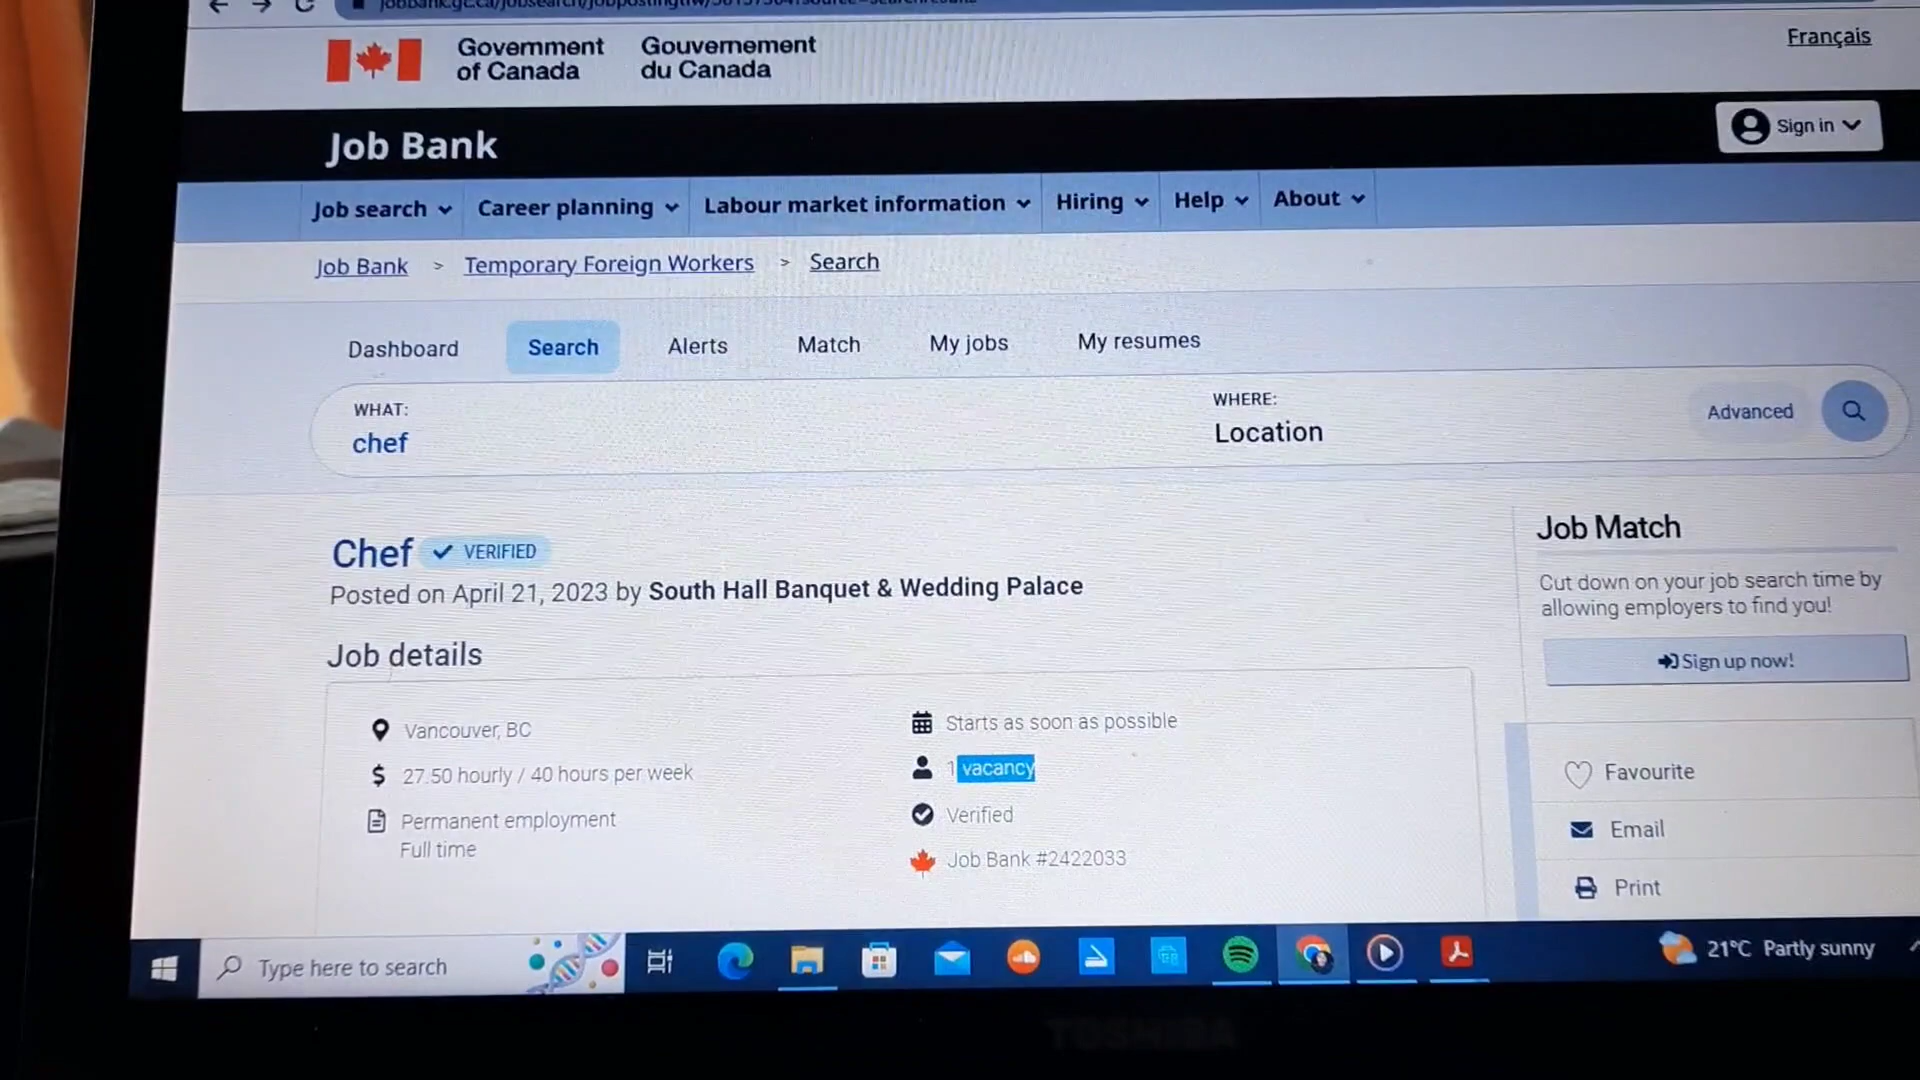 Government
of Canada
Gouvernement
du Canada
Français
Job Bank
Sign in
Job search
Career planning
Labour market information
Hiring
Help
About
Job Bank > Temporary Foreign Workers > Search
Dashboard
Search
Alerts
Match
My jobs
My resumes
WHAT:
chef
WHERE:
Location
Advanced
Chef VERIFIED
Posted on April 21, 2023 by South Hall Banquet & Wedding Palace
Job details
Vancouver, BC
27.50 hourly / 40 hours per week
Permanent employment
Full time
Starts as soon as possible
1 vacancy
Verified
Job Bank #2422033
Job Match
Cut down on your job search time by
allowing employers to find you!
Sign up now!
Favourite
Email
Print
Type here to search
21°C Partly sunny
TOSHIBA